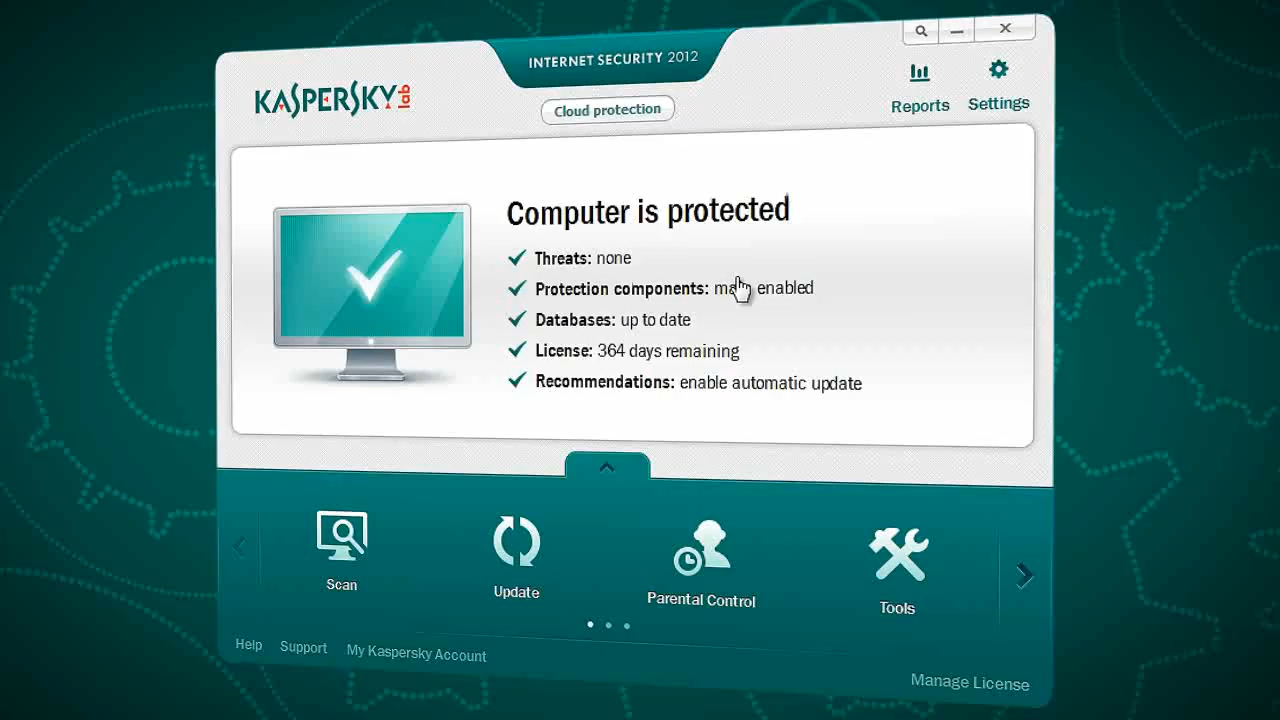 INTERNET SECURITY 2012
KASPERSKY lab
Cloud protection
Reports
Settings
Computer is protected
Threats: none
Protection components: enabled
Databases: up to date
License: 364 days remaining
Recommendations: enable automatic update
Scan
Update
Parental Control
Tools
Help
Support
My Kaspersky Account
Manage License